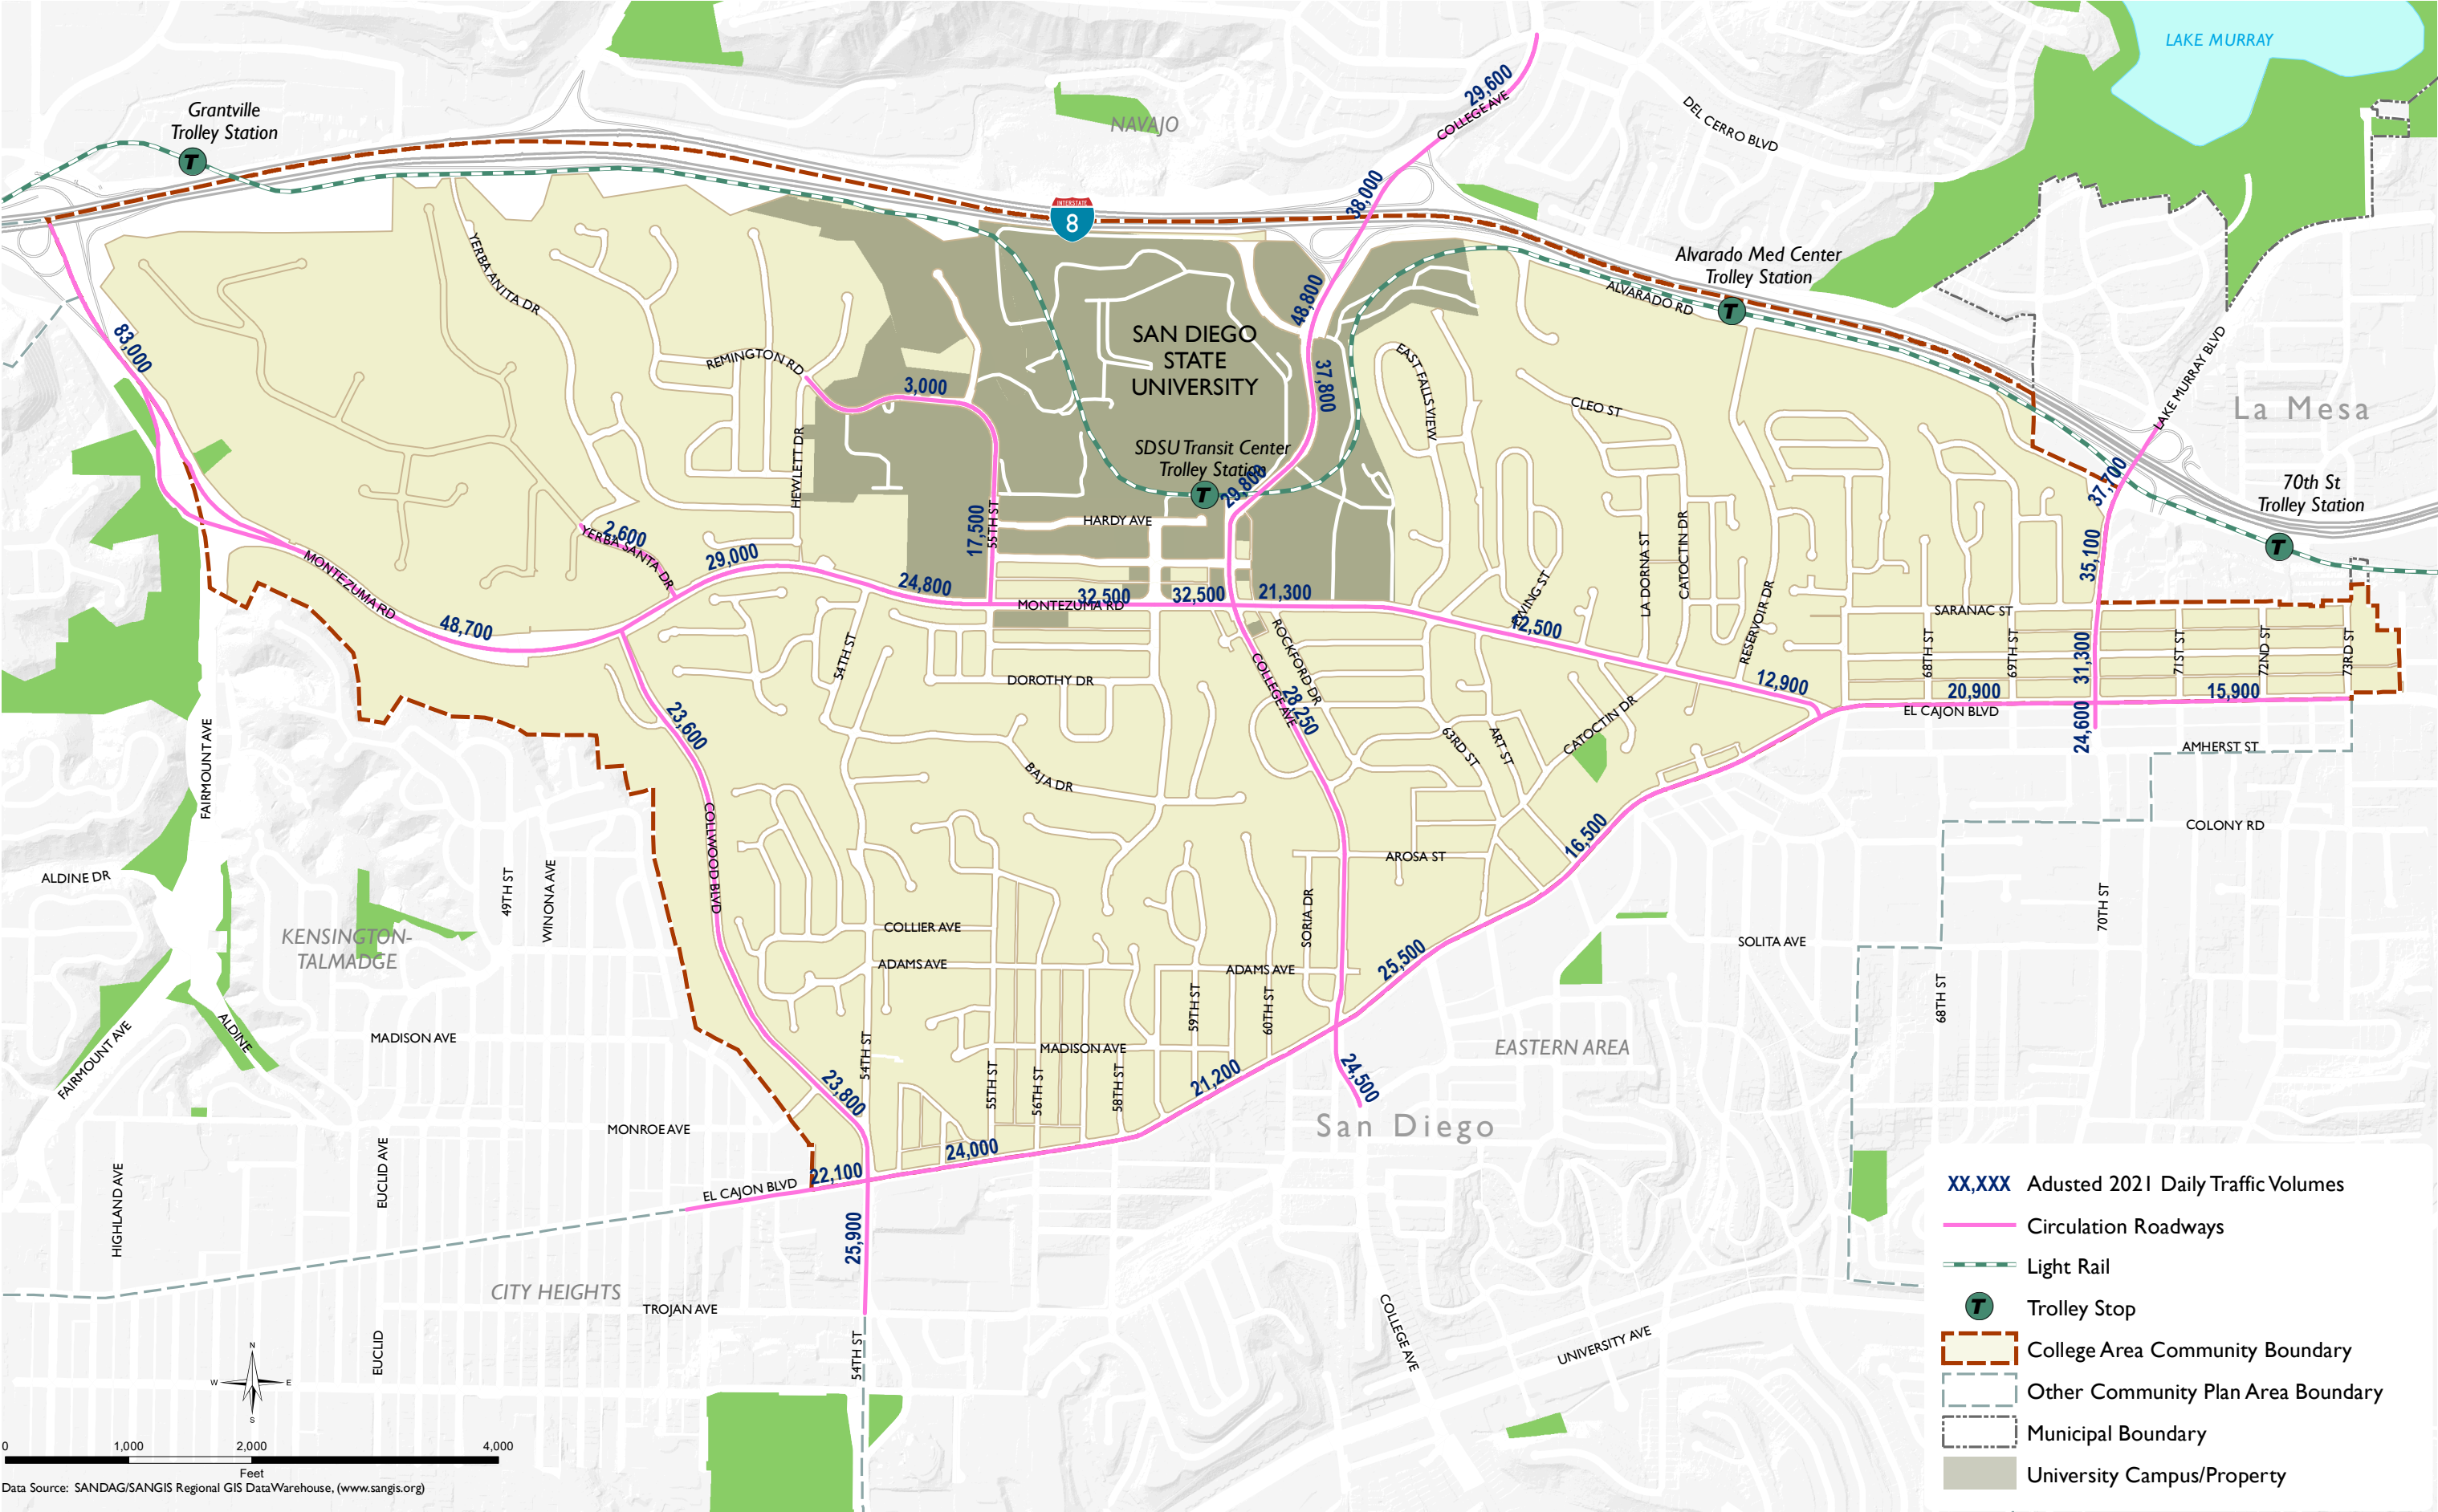 LAKE MURRAY
29,600
COLLEGE AVE
DEL CERRO BLVD
Grantville
Trolley Station
NAVAJO
38,000
INTERSTATE
8
YERBA ANITA DR
Alvarado Med Center
Trolley Station
ALVARADO RD
48,800
83,000
SAN DIEGO
STATE
UNIVERSITY
REMINGTON RD
3,000
37,800
EAST FALLS VIEW
CLEO ST
LAKE MURRAY BLVD
La Mesa
HEWLETT DR
SDSU Transit Center
Trolley Station
29,800
37,700
70th St
Trolley Station
17,500
55TH ST
HARDY AVE
2,600
YERBA SANTA DR
29,000
LA DORNA ST
CATOCTIN DR
35,100
MONTEZUMA RD
24,800
32,500
32,500
21,300
MONTEZUMA RD
IRVING ST
RESERVOIR DR
SARANAC ST
48,700
12,500
54TH ST
ROCKFORD DR
68TH ST
69TH ST
31,300
71ST ST
72ND ST
73RD ST
DOROTHY DR
COLLEGE AVE
28,250
12,900
20,900
15,900
EL CAJON BLVD
24,600
23,600
FAIRMOUNT AVE
BAJA DR
63RD ST
ART ST
CATOCTIN DR
AMHERST ST
COLLWOOD BLVD
16,500
COLONY RD
AROSA ST
ALDINE DR
49TH ST
WINONA AVE
SORIA DR
70TH ST
KENSINGTON-
TALMADGE
COLLIER AVE
25,500
SOLITA AVE
ADAMS AVE
ADAMS AVE
59TH ST
60TH ST
68TH ST
FAIRMOUNT AVE
ALDINE
MADISON AVE
54TH ST
MADISON AVE
EASTERN AREA
23,800
55TH ST
56TH ST
58TH ST
21,200
24,500
San Diego
MONROE AVE
24,000
22,100
EL CAJON BLVD
HIGHLAND AVE
EUCLID AVE
25,900
CITY HEIGHTS
TROJAN AVE
EUCLID
54TH ST
COLLEGE AVE
UNIVERSITY AVE
N
W
E
S
0
1,000
2,000
4,000
Feet
Data Source: SANDAG/SANGIS Regional GIS Data Warehouse, (www.sangis.org)
XX,XXX Adusted 2021 Daily Traffic Volumes
Circulation Roadways
Light Rail
T Trolley Stop
College Area Community Boundary
Other Community Plan Area Boundary
Municipal Boundary
University Campus/Property
T
T
T
T